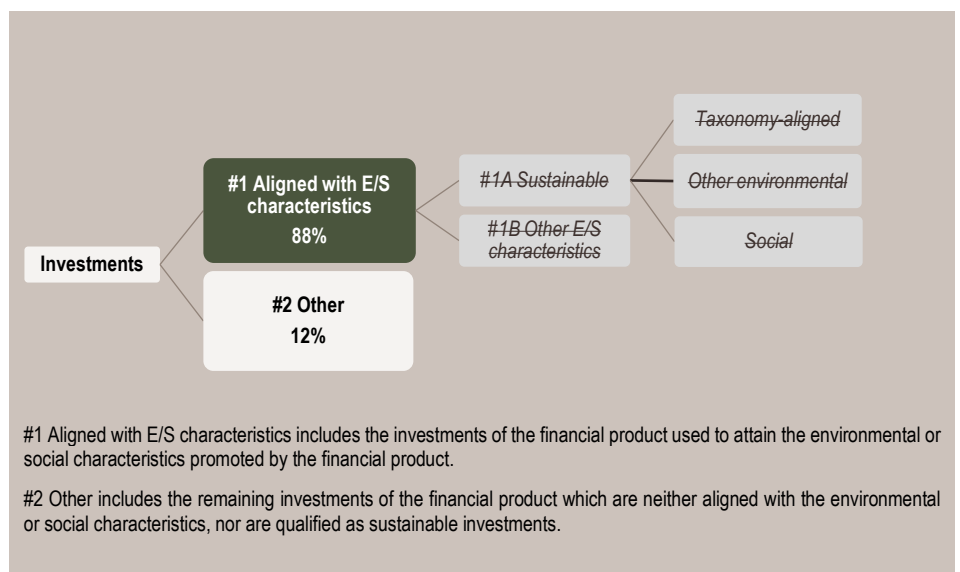 Investments
#1 Aligned with E/S
characteristics
88%
#2 Other
12%
#1A Sustainable
#1B Other E/S
characteristics
Taxonomy-aligned
Other environmental
Social
#1 Aligned with E/S characteristics includes the investments of the financial product used to attain the environmental or
social characteristics promoted by the financial product.
#2 Other includes the remaining investments of the financial product which are neither aligned with the environmental
or social characteristics, nor are qualified as sustainable investments.